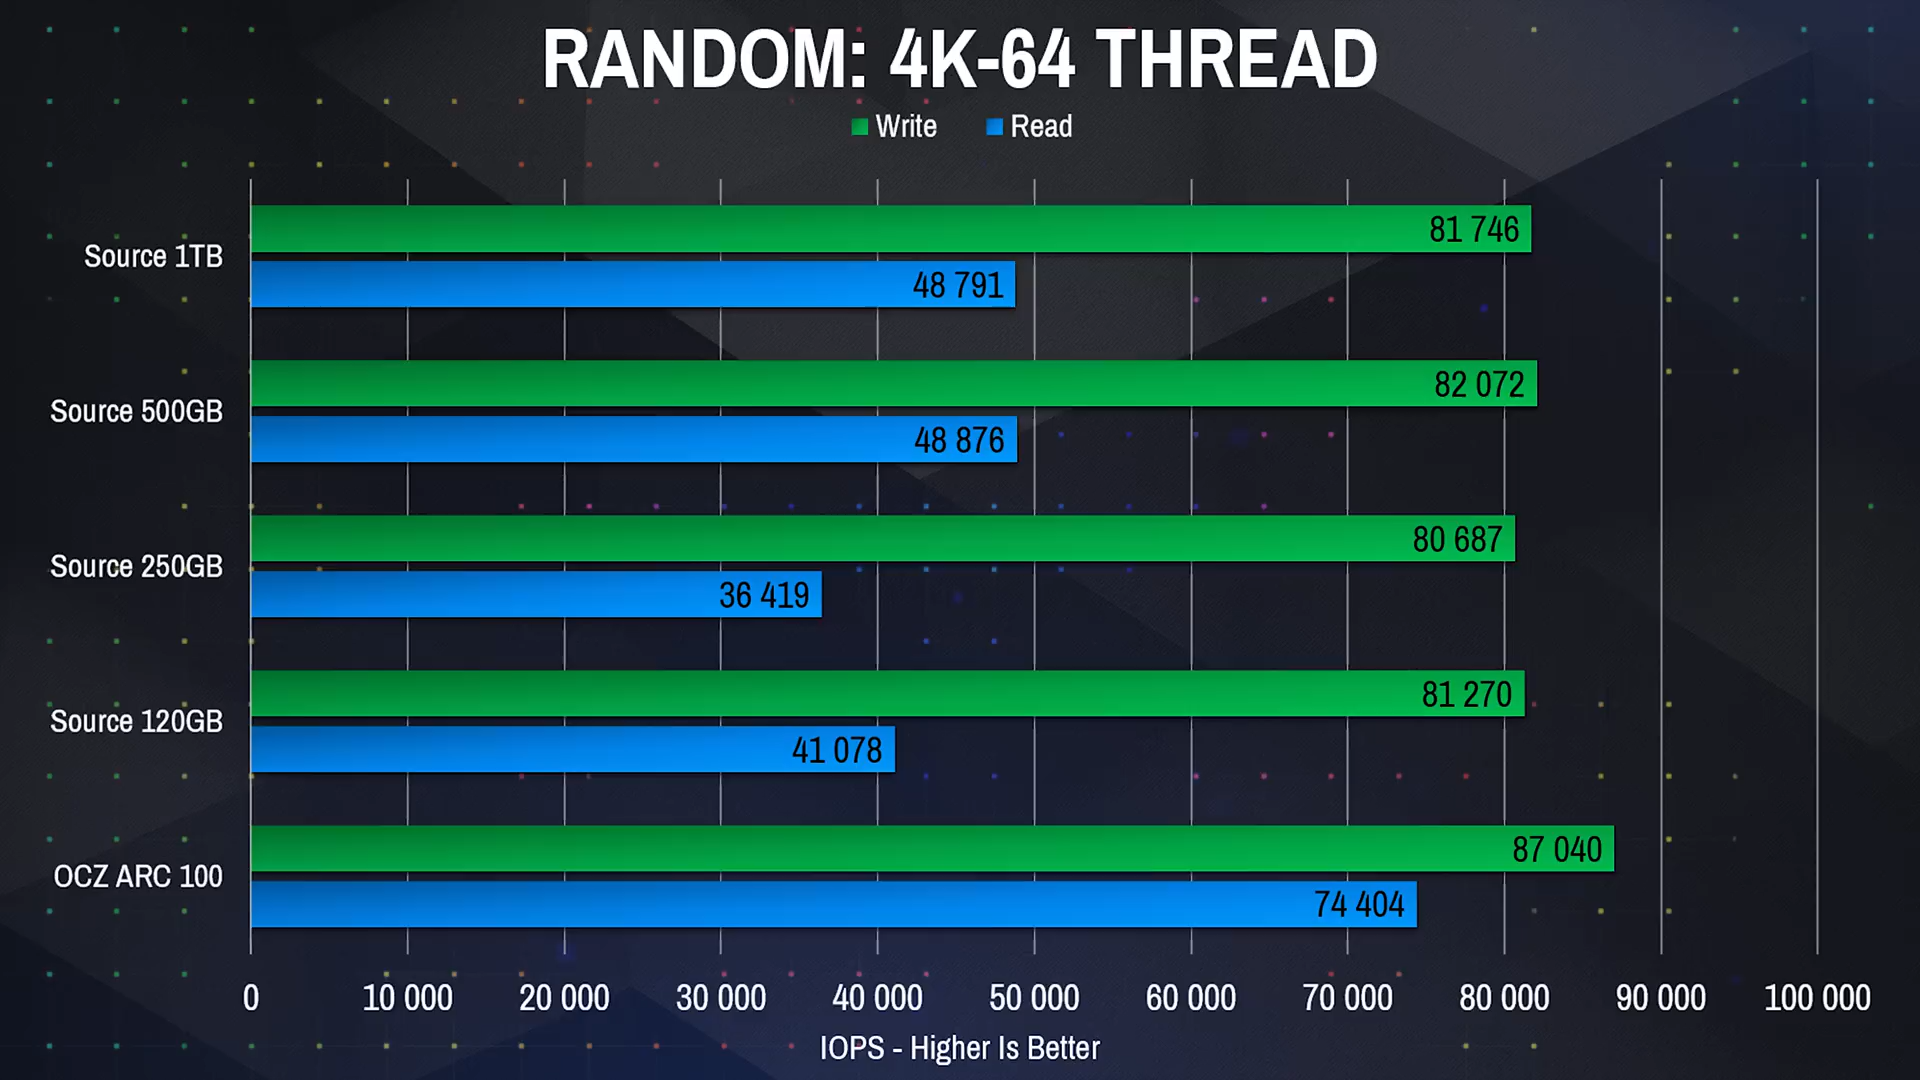 RANDOM: 4K-64 THREAD
Write Read
Source 1TB
81 746
48 791
Source 500GB
82 072
48 876
Source 250GB
80 687
36 419
Source 120GB
81 270
41 078
OCZ ARC 100
87 040
74 404
0 10 000 20 000 30 000 40 000 50 000 60 000 70 000 80 000 90 000 100 000
IOPS - Higher Is Better